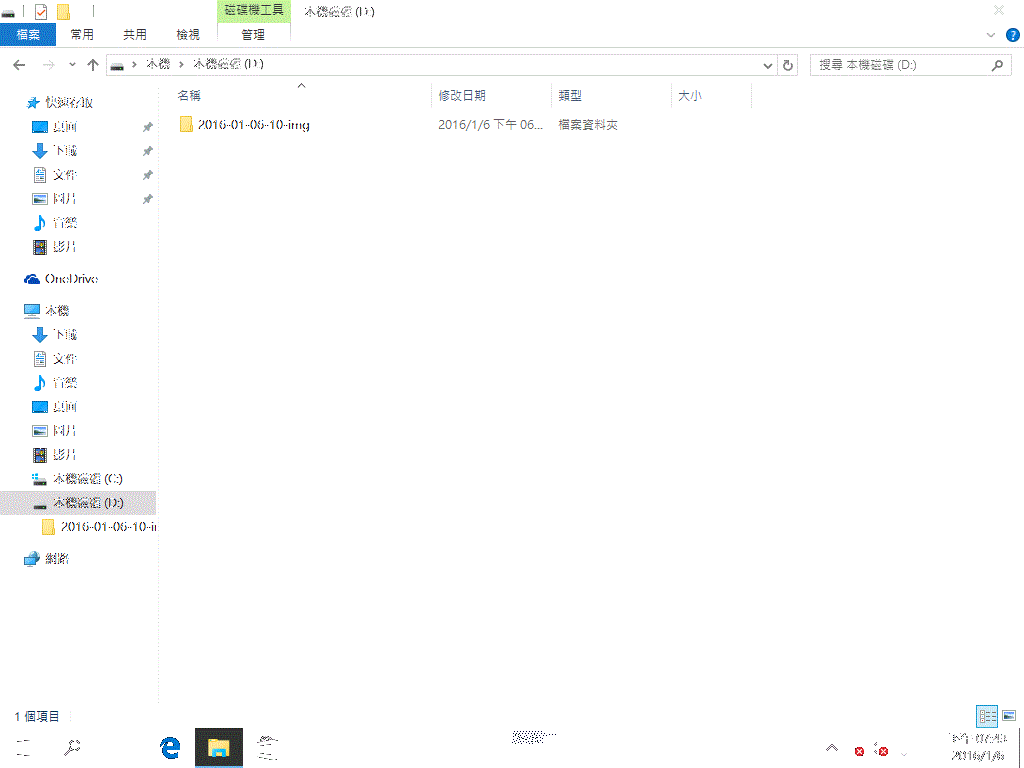 磁碟機工具 本機磁碟 (D:)
檔案 常用 共用 檢視 管理
本機 本機磁碟 (D:) 搜尋 本機磁碟 (D:)
名稱 修改日期 類型 大小
2016-01-06-10-img 2016/1/6 下午 06... 檔案資料夾
快速存取
桌面
下載
文件
圖片
音樂
影片
OneDrive
本機
下載
文件
音樂
桌面
圖片
影片
本機磁碟 (C:)
本機磁碟 (D:)
2016-01-06-10-i
網路
1 個項目
2016/1/6